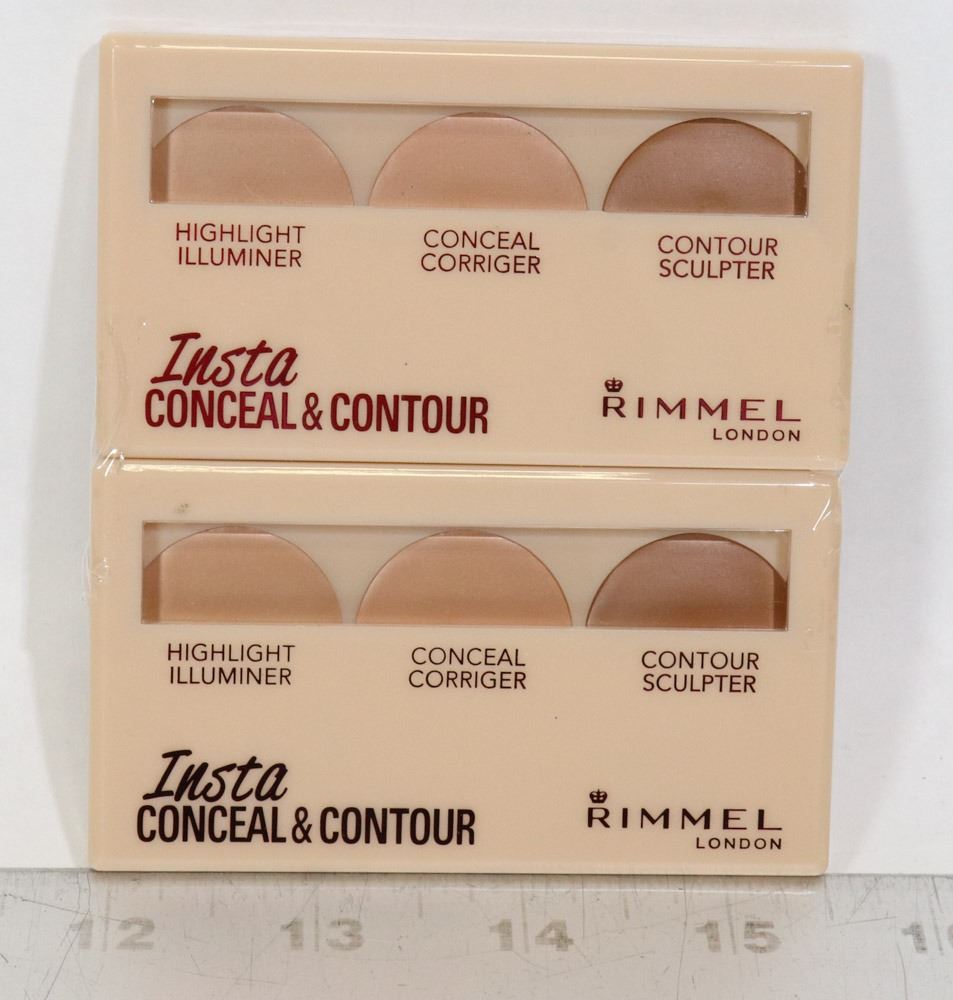 HIGHLIGHT
ILLUMINER
CONCEAL
CORRIGER
CONTOUR
SCULPTER
Insta
CONCEAL & CONTOUR
RIMMEL
LONDON
HIGHLIGHT
ILLUMINER
CONCEAL
CORRIGER
CONTOUR
SCULPTER
Insta
CONCEAL & CONTOUR
RIMMEL
LONDON
12 13 14 15